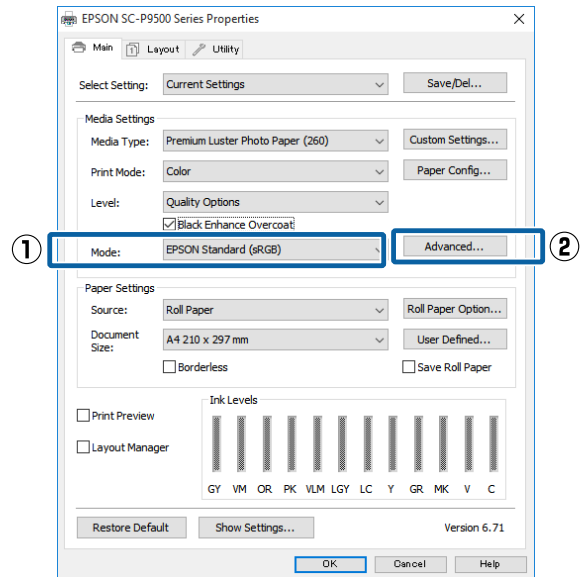 EPSON SC-P9500 Series Properties
Main Layout Utility
Select Setting: Current Settings Save/Del...
Media Settings
Media Type: Premium Luster Photo Paper (260) Custom Settings...
Print Mode: Color Paper Config...
Level: Quality Options
Black Enhance Overcoat
① Mode: EPSON Standard (sRGB) Advanced... ②
Paper Settings
Source: Roll Paper Roll Paper Option...
Document Size: A4 210 x 297 mm User Defined...
Borderless Save Roll Paper
Ink Levels
Print Preview
Layout Manager
GY VM OR PK VLM LGY LC Y GR MK V C
Restore Default Show Settings... Version 6.71
OK Cancel Help